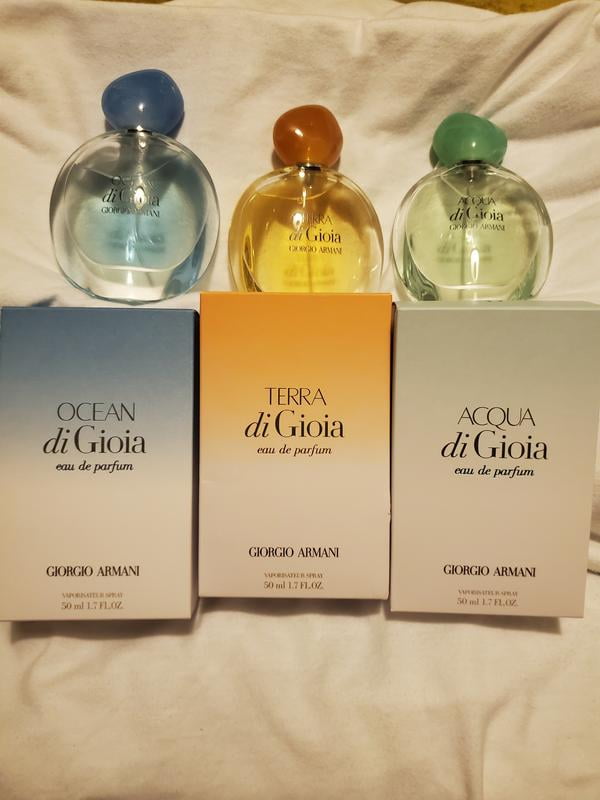 OCEAN
di Gioia
GIORGIO ARMANI
TERRA
di Gioia
GIORGIO ARMANI
ACQUA
di Gioia
GIORGIO ARMANI
OCEAN
di Gioia
eau de parfum
GIORGIO ARMANI
VAPORISATEUR SPRAY
50 ml 1.7 FL.OZ.
TERRA
di Gioia
eau de parfum
GIORGIO ARMANI
VAPORISATEUR SPRAY
50 ml 1.7 FL.OZ.
ACQUA
di Gioia
eau de parfum
GIORGIO ARMANI
VAPORISATEUR SPRAY
50 ml 1.7 FL.OZ.